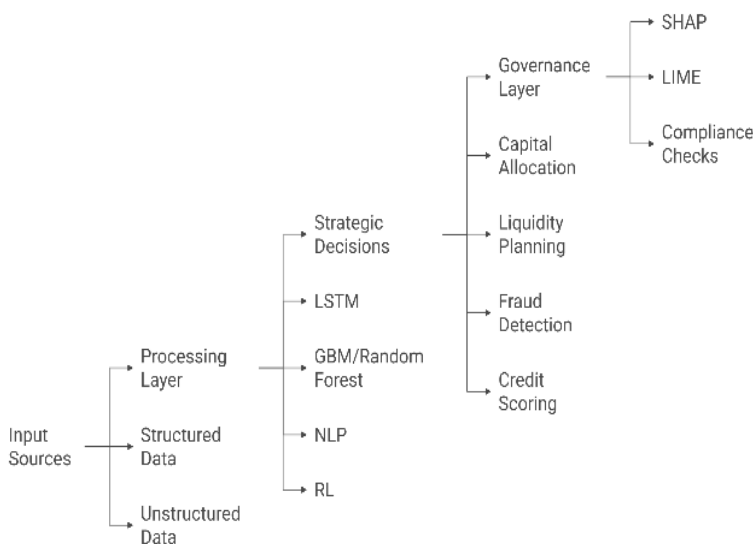 SHAP
Governance
Layer
LIME
Compliance
Checks
Capital
Allocation
Strategic
Decisions
Liquidity
Planning
LSTM
Fraud
Detection
Processing
Layer
GBM/Random
Forest
Credit
Scoring
Input
Sources
Structured
Data
NLP
RL
Unstructured
Data